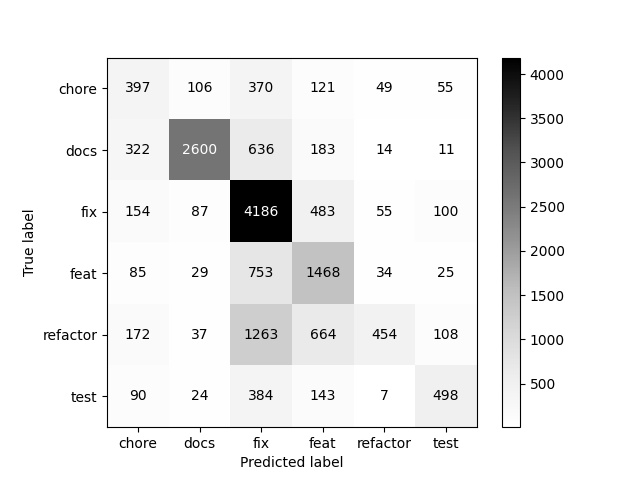 chore 397 106 370 121 49 55
docs 322 2600 636 183 14 11
fix 154 87 4186 483 55 100
feat 85 29 753 1468 34 25
refactor 172 37 1263 664 454 108
test 90 24 384 143 7 498
chore docs fix feat refactor test
Predicted label
True label
4000
3500
3000
2500
2000
1500
1000
500